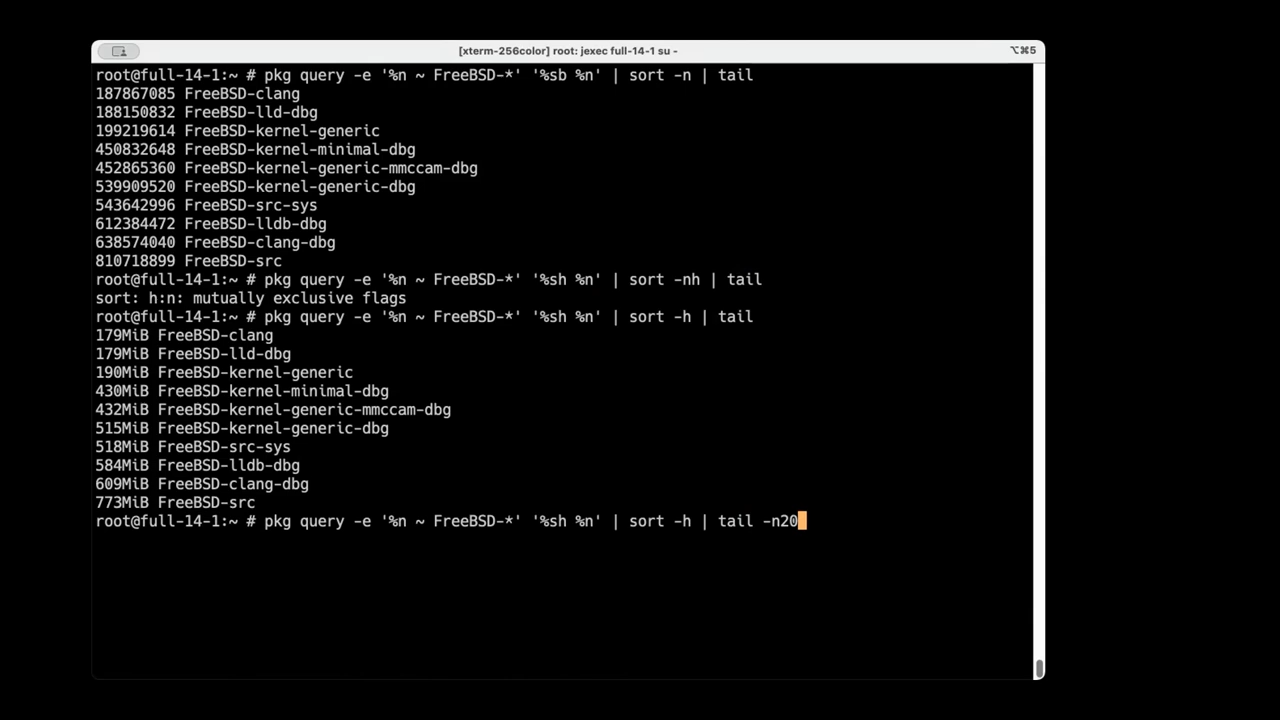 [xterm-256color] root: jexec full-14-1 su -
⌥⌘5
root@full-14-1:~ # pkg query -e '%n ~ FreeBSD-*' '%sb %n' | sort -n | tail
187867085 FreeBSD-clang
188150832 FreeBSD-lld-dbg
199219614 FreeBSD-kernel-generic
450832648 FreeBSD-kernel-minimal-dbg
452865360 FreeBSD-kernel-generic-mmccam-dbg
539909520 FreeBSD-kernel-generic-dbg
543642996 FreeBSD-src-sys
612384472 FreeBSD-lldb-dbg
638574040 FreeBSD-clang-dbg
810718899 FreeBSD-src
root@full-14-1:~ # pkg query -e '%n ~ FreeBSD-*' '%sh %n' | sort -nh | tail
sort: h:n: mutually exclusive flags
root@full-14-1:~ # pkg query -e '%n ~ FreeBSD-*' '%sh %n' | sort -h | tail
179MiB FreeBSD-clang
179MiB FreeBSD-lld-dbg
190MiB FreeBSD-kernel-generic
430MiB FreeBSD-kernel-minimal-dbg
432MiB FreeBSD-kernel-generic-mmccam-dbg
515MiB FreeBSD-kernel-generic-dbg
518MiB FreeBSD-src-sys
584MiB FreeBSD-lldb-dbg
609MiB FreeBSD-clang-dbg
773MiB FreeBSD-src
root@full-14-1:~ # pkg query -e '%n ~ FreeBSD-*' '%sh %n' | sort -h | tail -n20